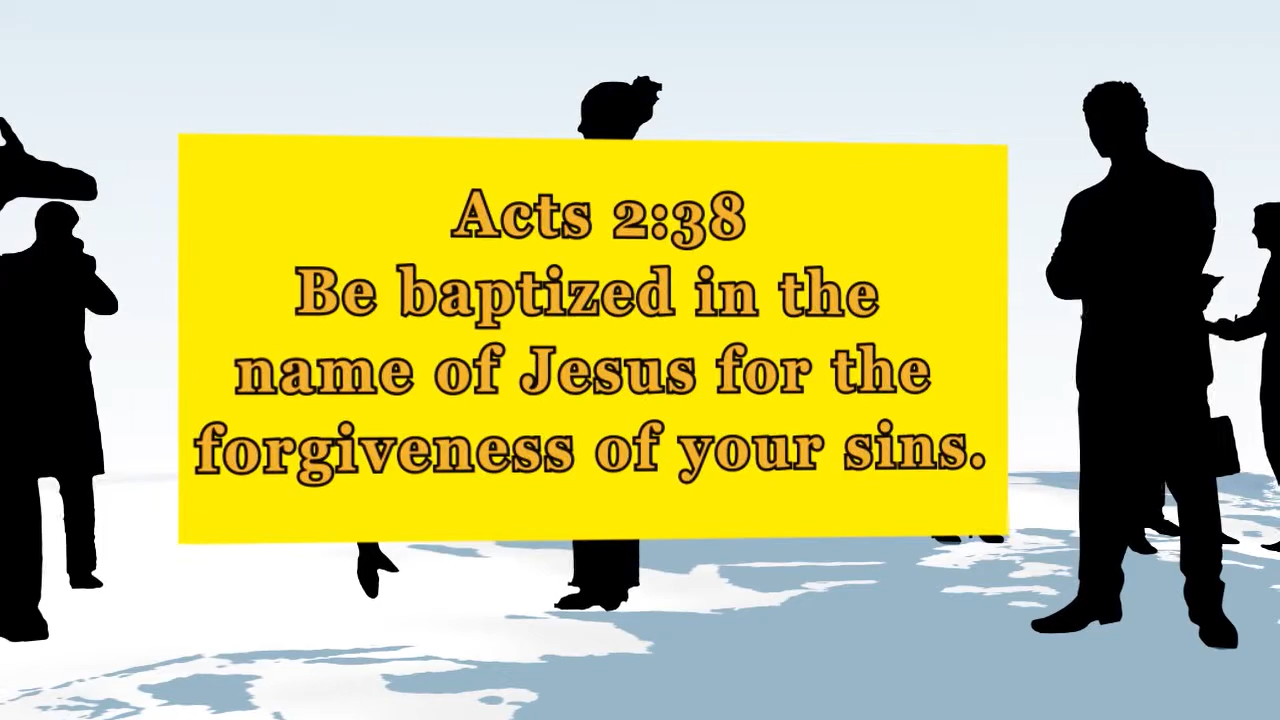 Acts 2:38
Be baptized in the
name of Jesus for the
forgiveness of your sins.